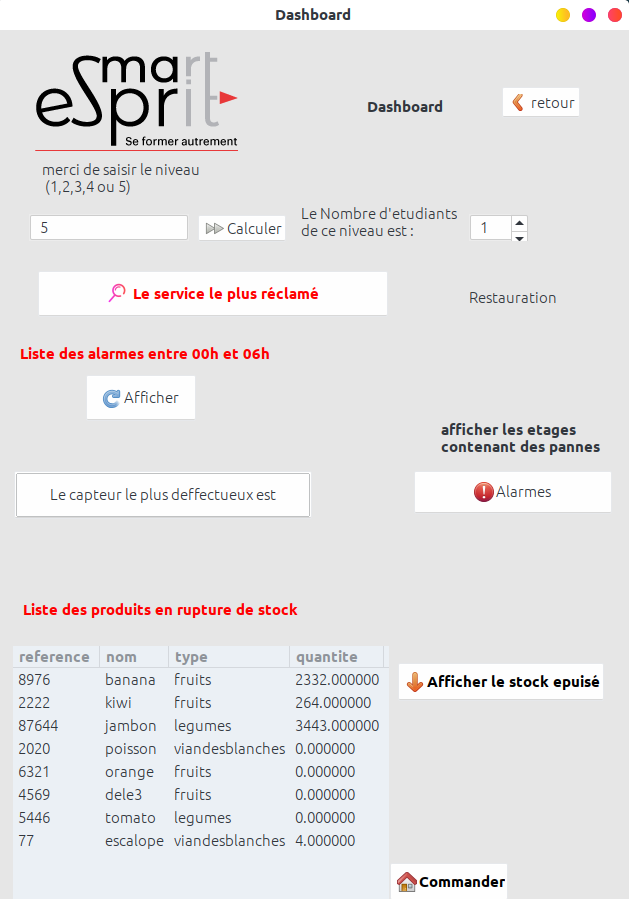 Dashboard
Smart
eSprit
Se former autrement
Dashboard
retour
merci de saisir le niveau
(1,2,3,4 ou 5)
5
Calculer
Le Nombre d'etudiants
de ce niveau est :
1
Le service le plus réclamé
Restauration
Liste des alarmes entre 00h et 06h
Afficher
afficher les etages
contenant des pannes
Le capteur le plus deffectueux est
Alarmes
Liste des produits en rupture de stock
reference nom type quantite
8976 banana fruits 2332.000000
2222 kiwi fruits 264.000000
87644 jambon legumes 3443.000000
2020 poisson viandesblanches 0.000000
6321 orange fruits 0.000000
4569 dele3 fruits 0.000000
5446 tomato legumes 0.000000
77 escalope viandesblanches 4.000000
Afficher le stock epuisé
Commander